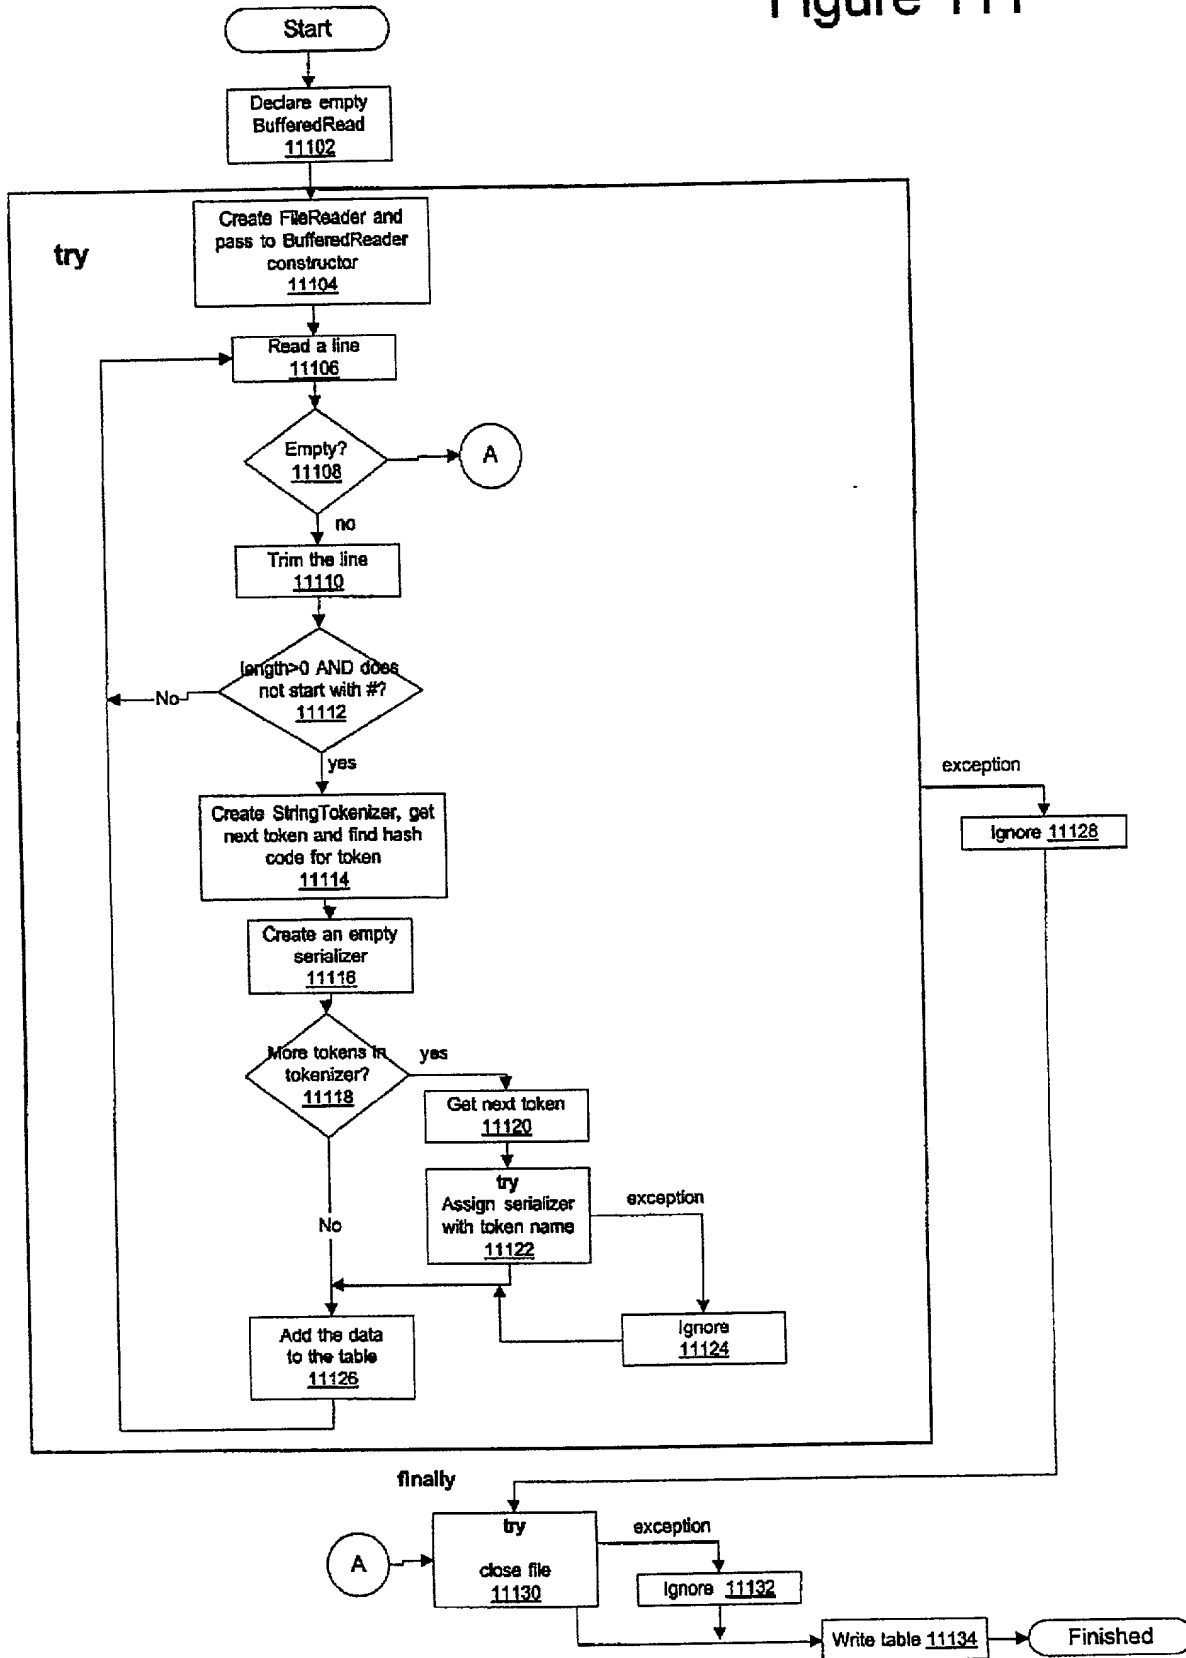 Figure 111
Start
Declare empty
BufferedRead
11102
try
Create FileReader and
pass to BufferedReader
constructor
11104
Read a line
11106
Empty?
11108
A
no
Trim the line
11110
length>0 AND does
not start with #?
11112
No
yes
exception
Ignore 11128
Create StringTokenizer, get
next token and find hash
code for token
11114
Create an empty
serializer
11116
More tokens in
tokenizer?
11118
yes
Get next token
11120
try
Assign serializer
with token name
11122
exception
No
Ignore
11124
Add the data
to the table
11126
finally
try
close file
11130
A
exception
Ignore 11132
Write table 11134
Finished